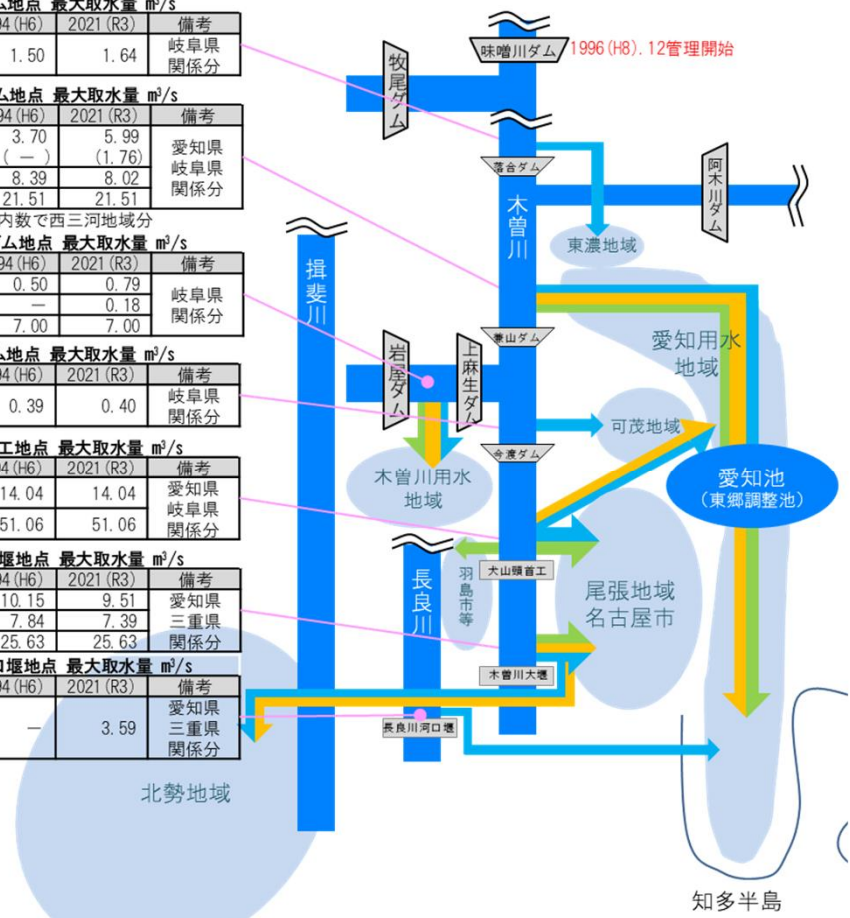 ム地点 最大取水量 m³/s
94(H6) 2021(R3) 備考
1.50 1.64 岐阜県
関係分
ム地点 最大取水量 m³/s
94(H6) 2021(R3) 備考
3.70 5.99 愛知県
( ― ) (1.76) 岐阜県
8.39 8.02 関係分
21.51 21.51
内数で西三河地域分
ム地点 最大取水量 m³/s
94(H6) 2021(R3) 備考
0.50 0.79 岐阜県
― 0.18 関係分
7.00 7.00
ム地点 最大取水量 m³/s
94(H6) 2021(R3) 備考
0.39 0.40 岐阜県
関係分
工地点 最大取水量 m³/s
94(H6) 2021(R3) 備考
14.04 14.04 愛知県
岐阜県
51.06 51.06 関係分
堰地点 最大取水量 m³/s
94(H6) 2021(R3) 備考
10.15 9.51 愛知県
7.84 7.39 三重県
25.63 25.63 関係分
口堰地点 最大取水量 m³/s
94(H6) 2021(R3) 備考
― 3.59 愛知県
三重県
関係分
味噌川ダム
1996(H8).12管理開始
牧尾ダム
落合ダム
阿木川ダム
木曽川
東濃地域
揖斐川
愛知用水
地域
兼山ダム
岩屋ダム
上麻生ダム
可茂地域
今渡ダム
木曽川用水
地域
愛知池
(東郷調整池)
長良川
羽島市等
犬山頭首工
尾張地域
名古屋市
木曽川大堰
長良川河口堰
北勢地域
知多半島